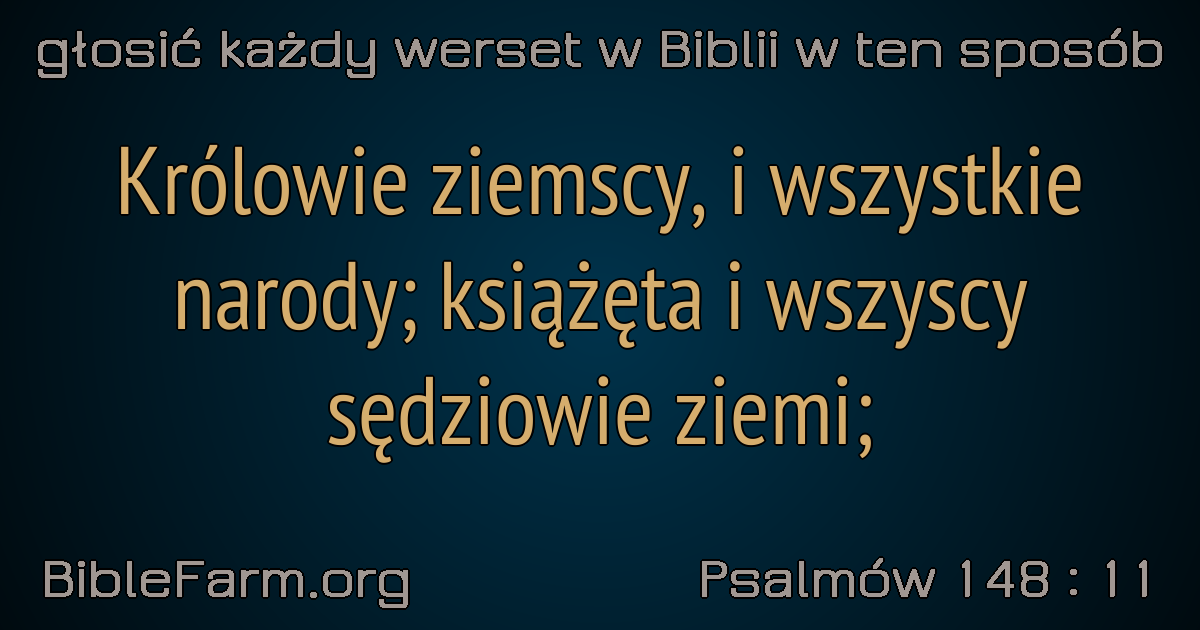 głosić każdy werset w Biblii w ten sposób
Królowie ziemscy, i wszystkie
narody; książęta i wszyscy
sędziowie ziemi;
BibleFarm.org
Psalmów 148 : 11